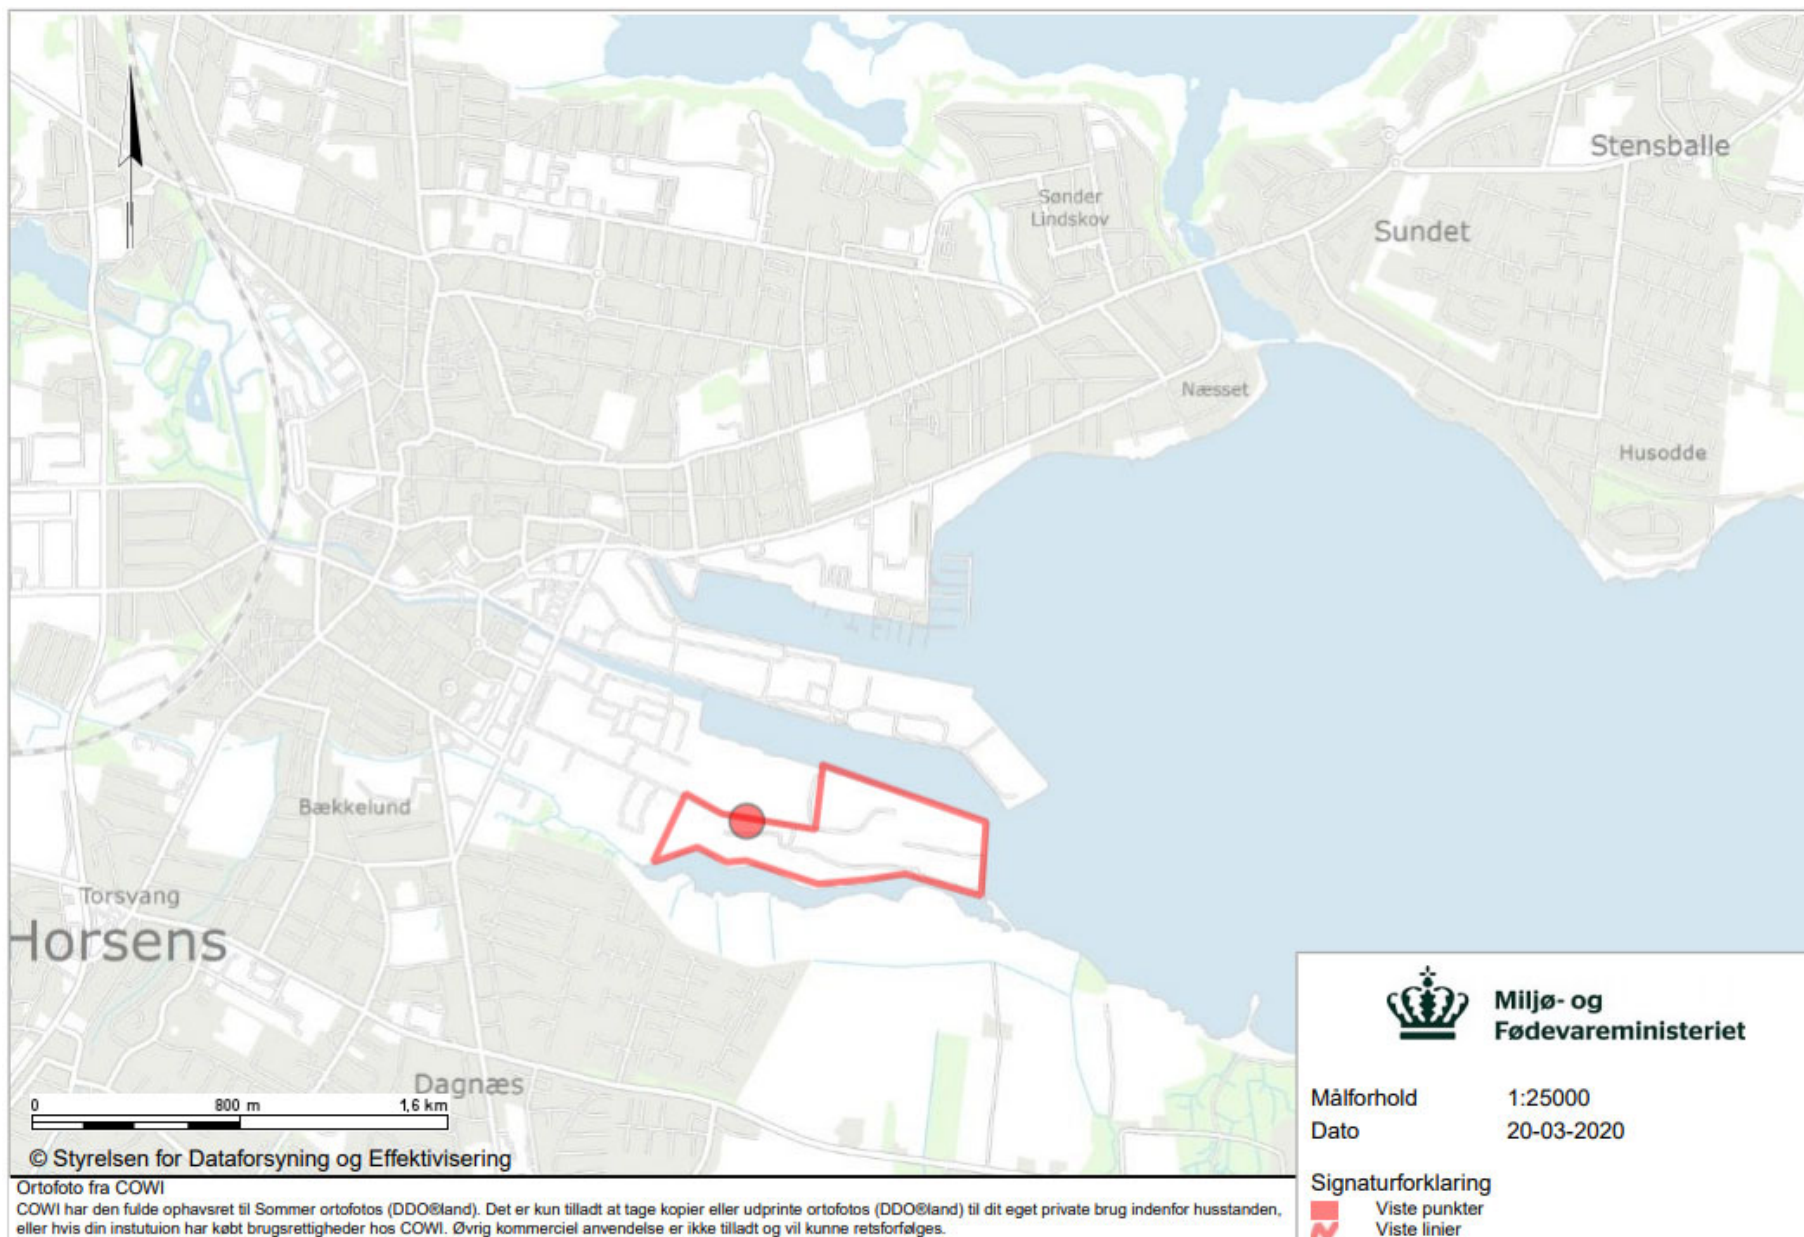 Stensballe
Sønder
Lindskov
Sundet
Næsset
Husodde
Bækkelund
Torsvang
Horsens
Dagnæs
0 800 m 1,6 km
© Styrelsen for Dataforsyning og Effektivisering
Ortofoto fra COWI
COWI har den fulde ophavsret til Sommer ortofotos (DDO®land). Det er kun tilladt at tage kopier eller udprinte ortofotos (DDO®land) til dit eget private brug indenfor husstanden,
eller hvis din instutuion har købt brugsrettigheder hos COWI. Øvrig kommerciel anvendelse er ikke tilladt og vil kunne retsforfølges.
Miljø- og
Fødevareministeriet
Målforhold 1:25000
Dato 20-03-2020
Signaturforklaring
Viste punkter
Viste linier